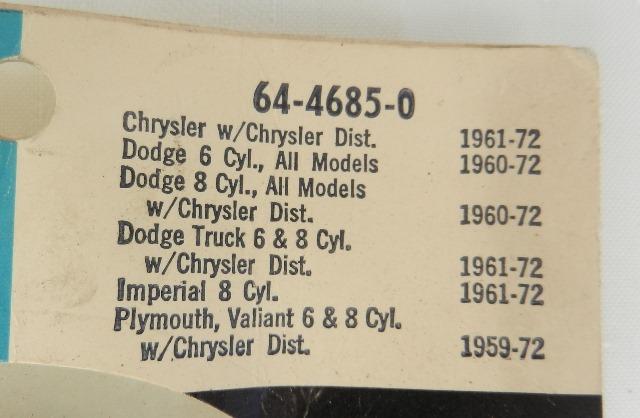 64-4685-0
Chrysler w/Chrysler Dist. 1961-72
Dodge 6 Cyl., All Models 1960-72
Dodge 8 Cyl., All Models
w/Chrysler Dist. 1960-72
Dodge Truck 6 & 8 Cyl.
w/Chrysler Dist. 1961-72
Imperial 8 Cyl. 1961-72
Plymouth, Valiant 6 & 8 Cyl.
w/Chrysler Dist. 1959-72